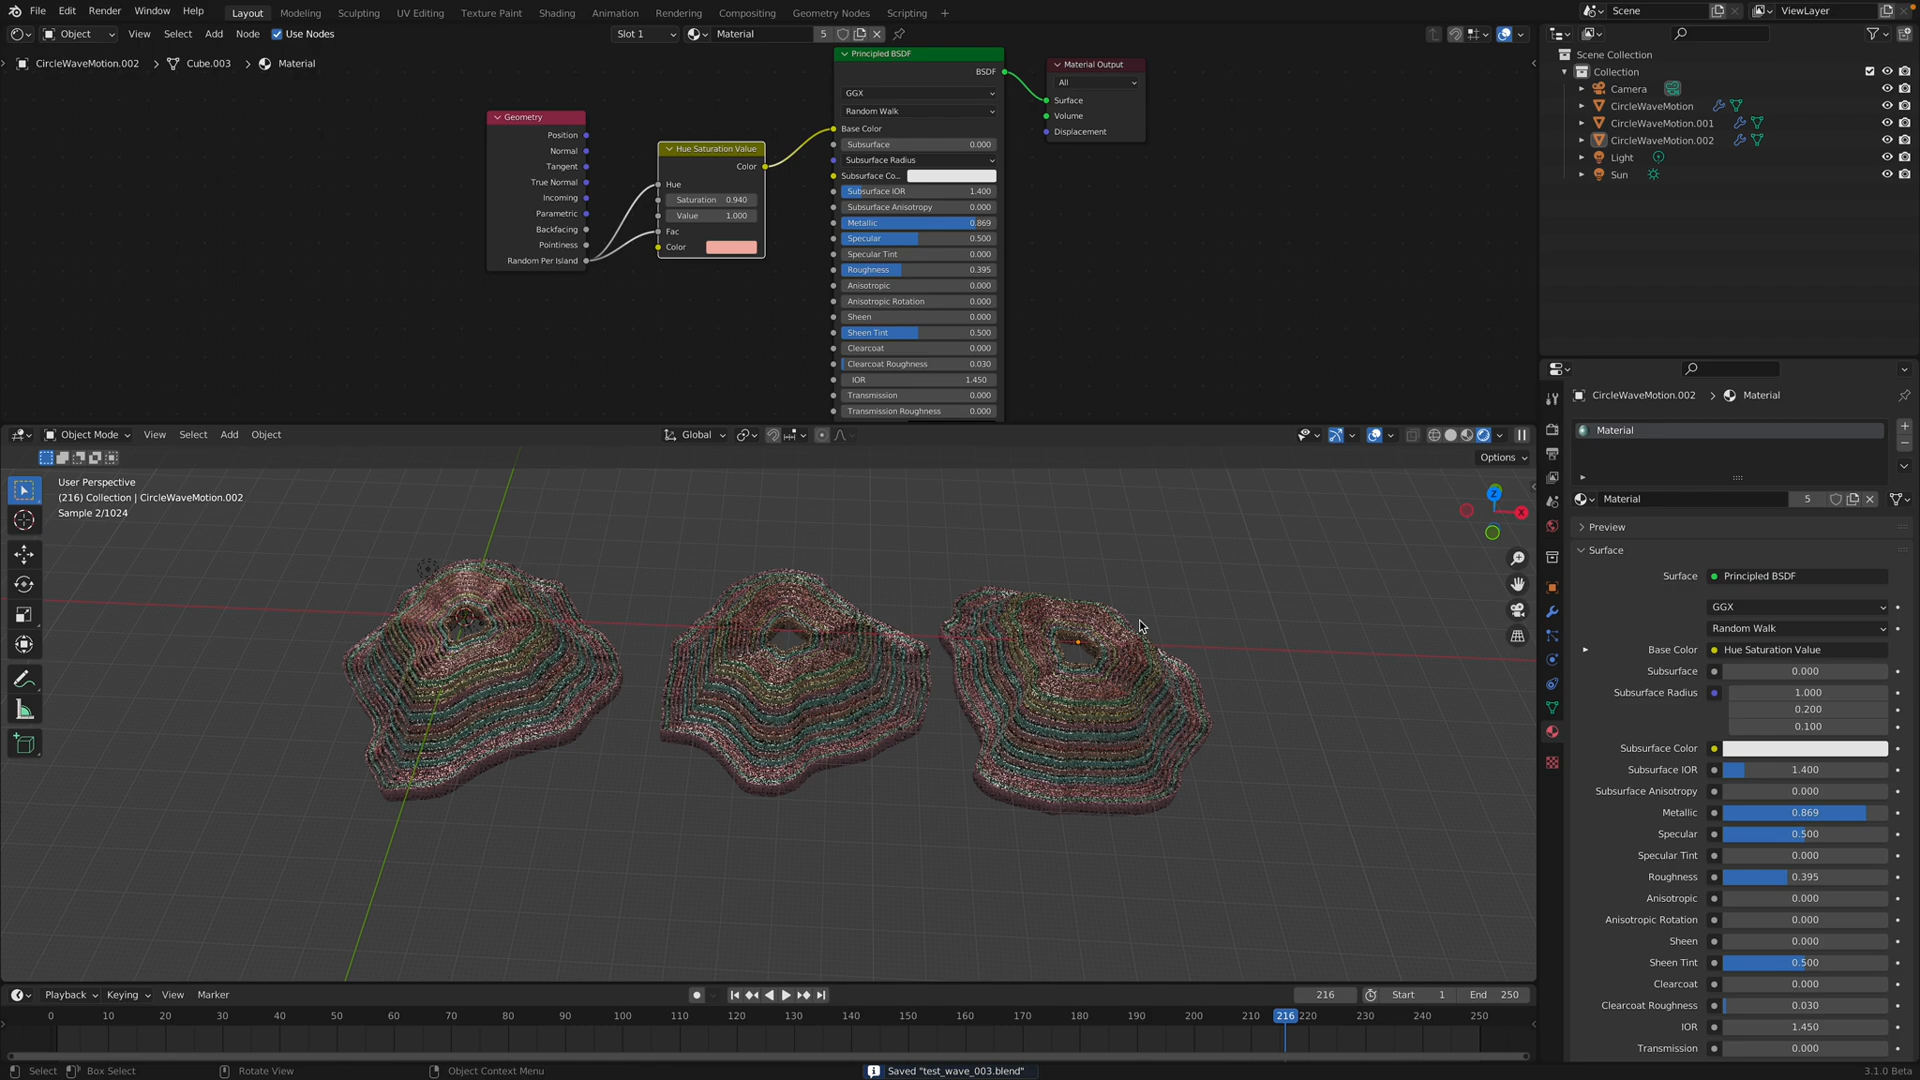 File Edit Render Window Help Layout Modeling Sculpting UV Editing Texture Paint Shading Animation Rendering Compositing Geometry Nodes Scripting + Scene ViewLayer
Object View Select Add Node Use Nodes Slot 1 Material 5
CircleWaveMotion.002 > Cube.003 > Material
Principled BSDF
BSDF
GGX
Random Walk
Base Color
Subsurface 0.000
Subsurface Radius
Subsurface Co...
Subsurface IOR 1.400
Subsurface Anisotropy 0.000
Metallic 0.869
Specular 0.500
Specular Tint 0.000
Roughness 0.395
Anisotropic 0.000
Anisotropic Rotation 0.000
Sheen 0.000
Sheen Tint 0.500
Clearcoat 0.000
Clearcoat Roughness 0.030
IOR 1.450
Transmission 0.000
Transmission Roughness 0.000
Material Output
All
Surface
Volume
Displacement
Geometry
Position
Normal
Tangent
True Normal
Incoming
Parametric
Backfacing
Pointiness
Random Per Island
Hue Saturation Value
Color
Hue
Saturation 0.940
Value 1.000
Fac
Color
Scene Collection
Collection
Camera
CircleWaveMotion
CircleWaveMotion.001
CircleWaveMotion.002
Light
Sun
Object Mode View Select Add Object Global
Options
User Perspective
(216) Collection | CircleWaveMotion.002
Sample 2/1024
Z
X
CircleWaveMotion.002 > Material
Material
Material 5
Preview
Surface
Surface Principled BSDF
GGX
Random Walk
Base Color Hue Saturation Value
Subsurface 0.000
Subsurface Radius 1.000
0.200
0.100
Subsurface Color
Subsurface IOR 1.400
Subsurface Anisotropy 0.000
Metallic 0.869
Specular 0.500
Specular Tint 0.000
Roughness 0.395
Anisotropic 0.000
Anisotropic Rotation 0.000
Sheen 0.000
Sheen Tint 0.500
Clearcoat 0.000
Clearcoat Roughness 0.030
IOR 1.450
Transmission 0.000
Playback Keying View Marker 216 Start 1 End 250
0 10 20 30 40 50 60 70 80 90 100 110 120 130 140 150 160 170 180 190 200 210 216 220 230 240 250
Select Box Select Rotate View Object Context Menu Saved "test_wave_003.blend" 3.1.0 Beta